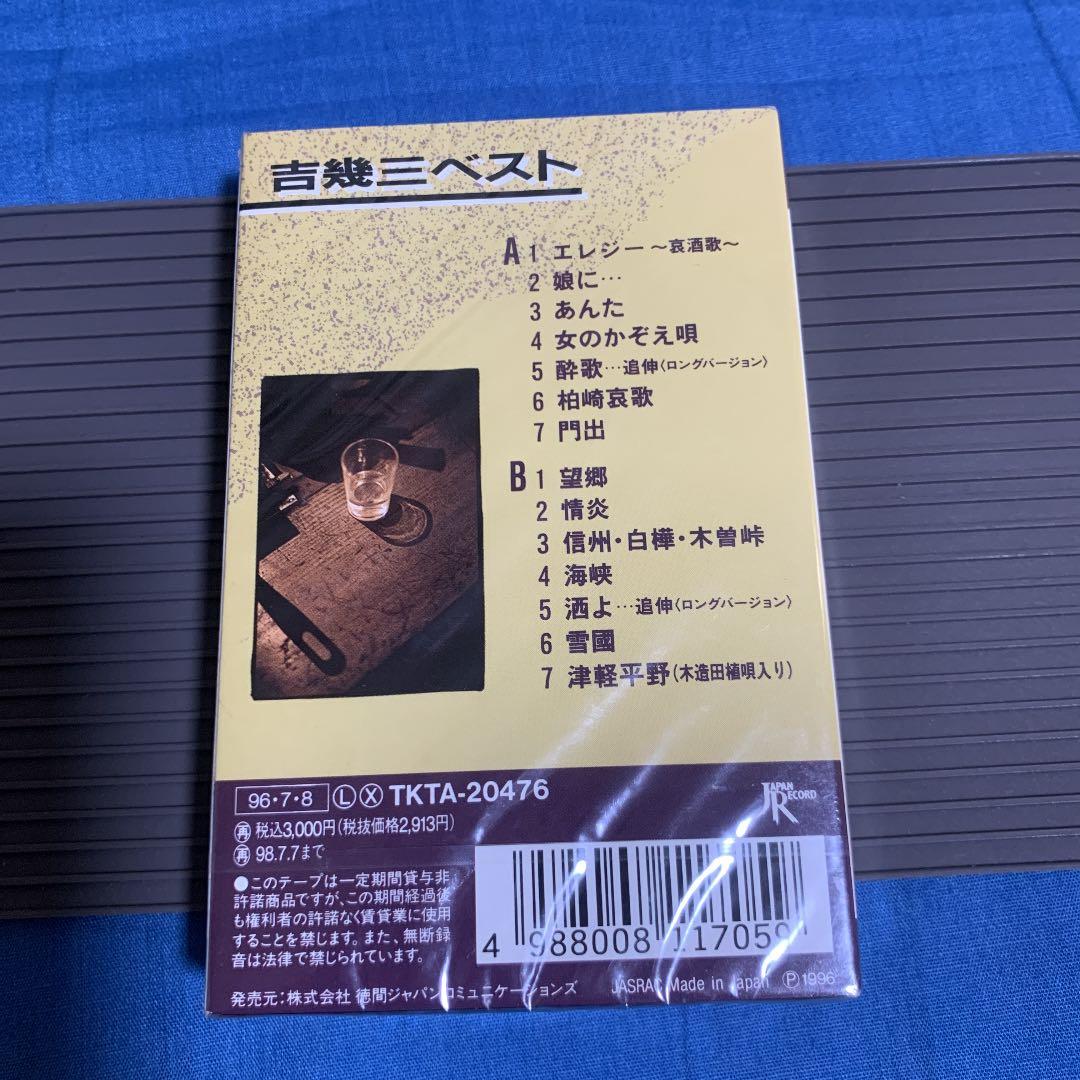 吉幾三ベスト
A 1 エレジー ～哀酒歌～
2 娘に…
3 あんた
4 女のかぞえ唄
5 酔歌…追伸〈ロングバージョン〉
6 柏崎哀歌
7 門出
B 1 望郷
2 情炎
3 信州・白樺・木曽峠
4 海峡
5 洒よ…追伸〈ロングバージョン〉
6 雪國
7 津軽平野(木造田植唄入り)
96・7・8 Ⓛ Ⓧ TKTA-20476
㊢ 税込3,000円(税抜価格2,913円)
㊢ 98.7.7まで
JAPAN RECORD
●このテープは一定期間貸与非
許諾商品ですが、この期間経過後
も権利者の許諾なく賃貸業に使用
することを禁じます。また、無断録
音は法律で禁じられています。
4 988008 117059
発売元:株式会社 徳間ジャパンコミュニケーションズ
JASRAC Made in Japan Ⓟ1996